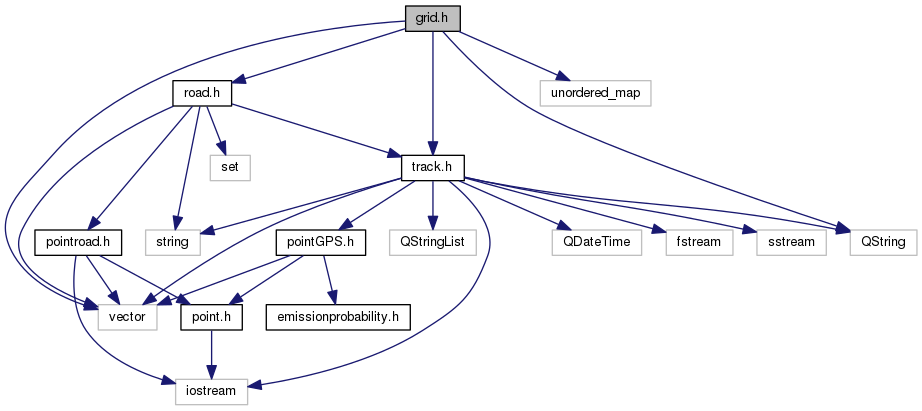 grid.h
road.h
unordered_map
set
track.h
pointroad.h
string
pointGPS.h
QStringList
QDateTime
fstream
sstream
QString
vector
point.h
emissionprobability.h
iostream